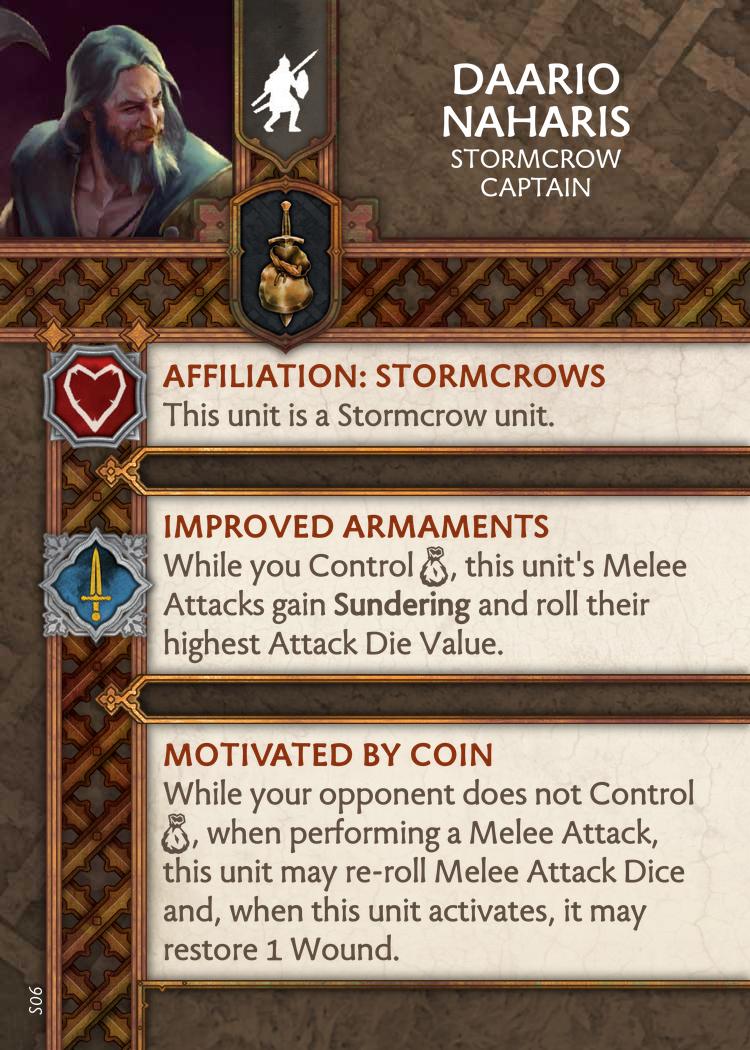 DAARIO
NAHARIS
STORMCROW
CAPTAIN
AFFILIATION: STORMCROWS
This unit is a Stormcrow unit.
IMPROVED ARMAMENTS
While you Control , this unit's Melee
Attacks gain Sundering and roll their
highest Attack Die Value.
MOTIVATED BY COIN
While your opponent does not Control
, when performing a Melee Attack,
this unit may re-roll Melee Attack Dice
and, when this unit activates, it may
restore 1 Wound.
S06